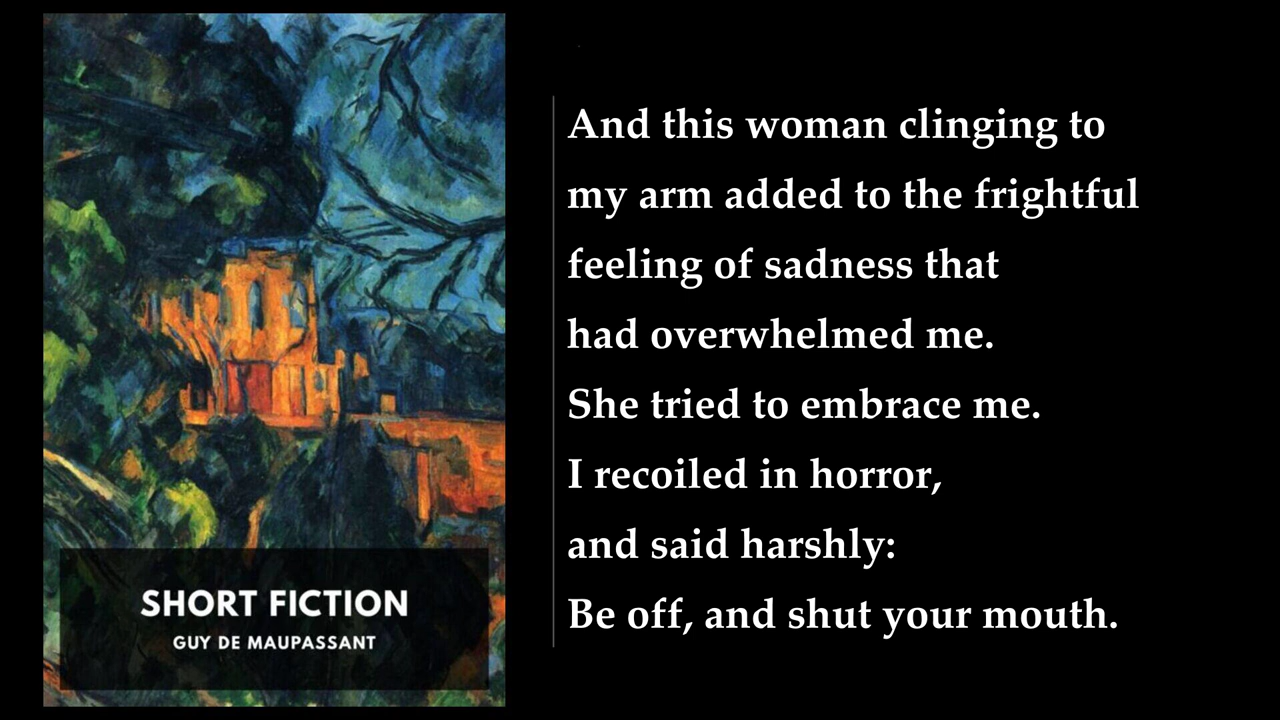 SHORT FICTION
GUY DE MAUPASSANT
And this woman clinging to
my arm added to the frightful
feeling of sadness that
had overwhelmed me.
She tried to embrace me.
I recoiled in horror,
and said harshly:
Be off, and shut your mouth.